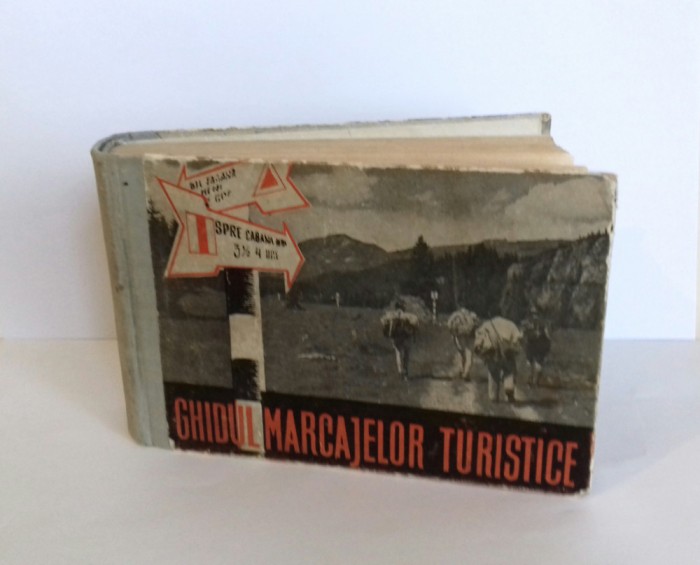 SPRE CABANA
3½ 4 ORE
GHIDUL MARCAJELOR TURISTICE